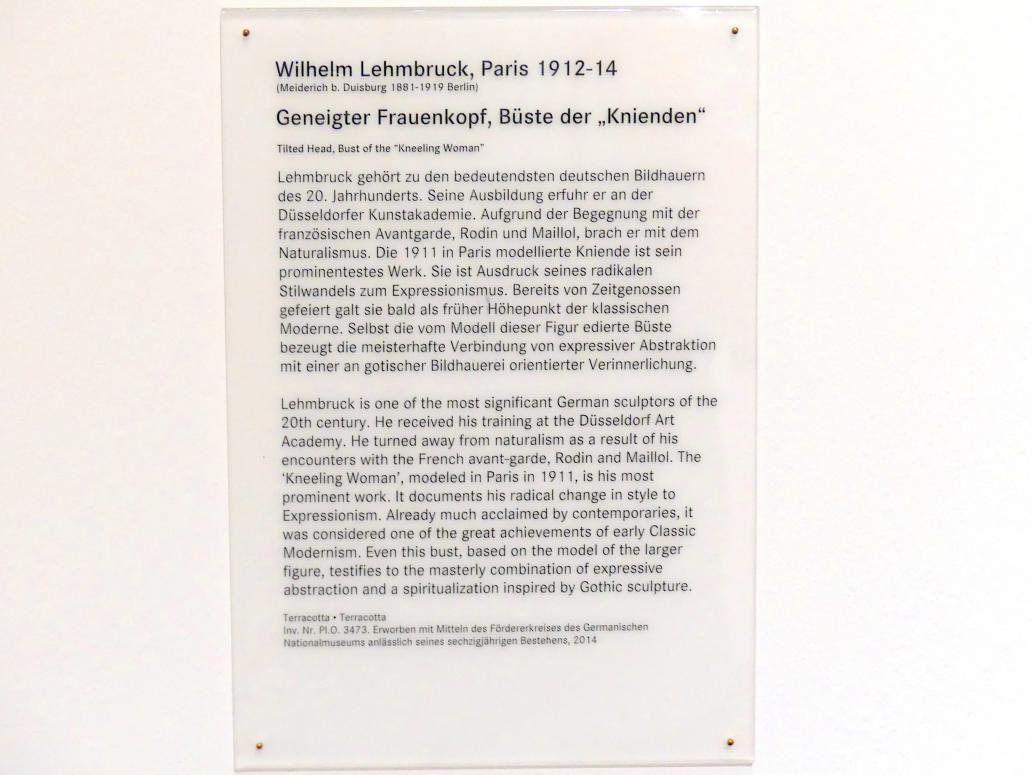 Wilhelm Lehmbruck, Paris 1912-14
(Meiderich b. Duisburg 1881-1919 Berlin)
Geneigter Frauenkopf, Büste der „Knienden“
Tilted Head, Bust of the “Kneeling Woman”
Lehmbruck gehört zu den bedeutendsten deutschen Bildhauern
des 20. Jahrhunderts. Seine Ausbildung erfuhr er an der
Düsseldorfer Kunstakademie. Aufgrund der Begegnung mit der
französischen Avantgarde, Rodin und Maillol, brach er mit dem
Naturalismus. Die 1911 in Paris modellierte Kniende ist sein
prominentestes Werk. Sie ist Ausdruck seines radikalen
Stilwandels zum Expressionismus. Bereits von Zeitgenossen
gefeiert galt sie bald als früher Höhepunkt der klassischen
Moderne. Selbst die vom Modell dieser Figur edierte Büste
bezeugt die meisterhafte Verbindung von expressiver Abstraktion
mit einer an gotischer Bildhauerei orientierter Verinnerlichung.
Lehmbruck is one of the most significant German sculptors of the
20th century. He received his training at the Düsseldorf Art
Academy. He turned away from naturalism as a result of his
encounters with the French avant-garde, Rodin and Maillol. The
‘Kneeling Woman’, modeled in Paris in 1911, is his most
prominent work. It documents his radical change in style to
Expressionism. Already much acclaimed by contemporaries, it
was considered one of the great achievements of early Classic
Modernism. Even this bust, based on the model of the larger
figure, testifies to the masterly combination of expressive
abstraction and a spiritualization inspired by Gothic sculpture.
Terracotta • Terracotta
Inv. Nr. Pl.O. 3473. Erworben mit Mitteln des Fördererkreises des Germanischen
Nationalmuseums anlässlich seines sechzigjährigen Bestehens, 2014